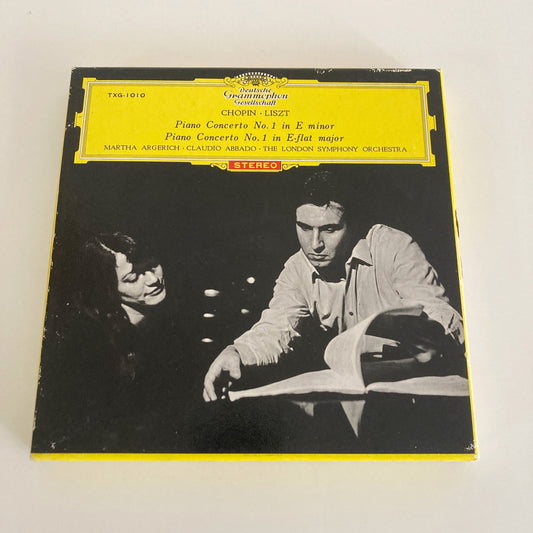 Deutsche
Grammophon
Gesellschaft
TXG-1010
CHOPIN · LISZT
Piano Concerto No. 1 in E minor
Piano Concerto No. 1 in E-flat major
MARTHA ARGERICH · CLAUDIO ABBADO · THE LONDON SYMPHONY ORCHESTRA
STEREO